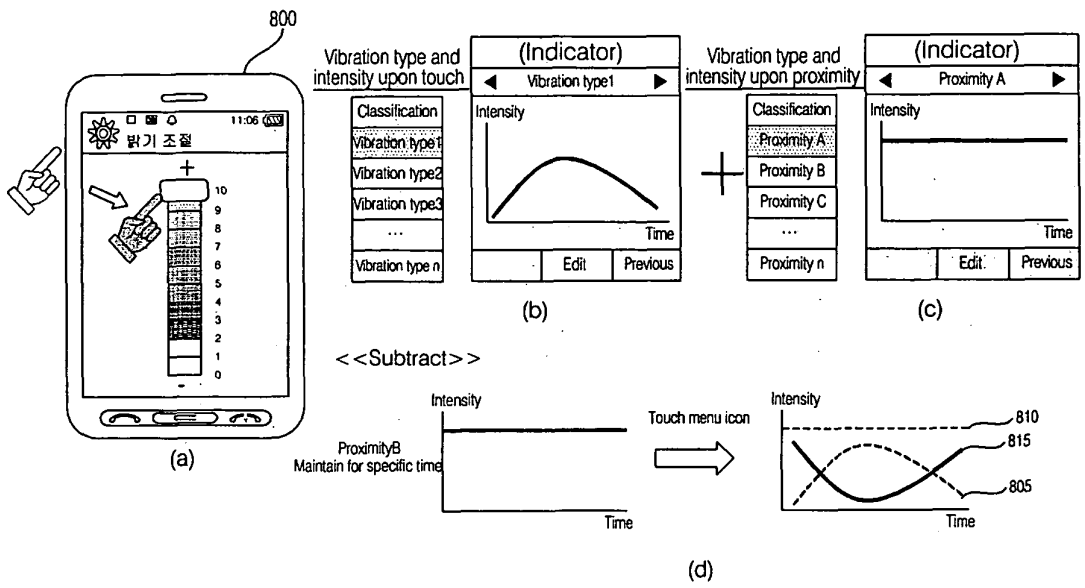 800
11:06
밝기 조절
+
10
9
8
7
6
5
4
3
2
1
0
-
(a)
Vibration type and
intensity upon touch
Classification
Vibration type1
Vibration type2
Vibration type3
...
Vibration type n
(Indicator)
◀ Vibration type1 ▶
Intensity
Time
Edit
Previous
(b)
+
Vibration type and
intensity upon proximity
Classification
Proximity A
Proximity B
Proximity C
...
Proximity n
(Indicator)
◀ Proximity A ▶
Intensity
Time
Edit
Previous
(c)
<<Subtract>>
Intensity
ProximityB
Maintain for specific time
Time
Touch menu icon
Intensity
810
815
805
Time
(d)